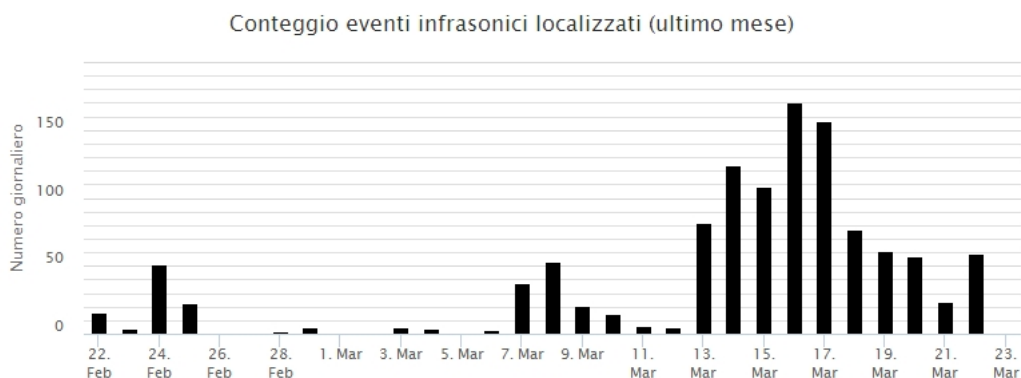 Conteggio eventi infrasonici localizzati (ultimo mese)
Numero giornaliero
150
100
50
0
22. Feb
24. Feb
26. Feb
28. Feb
1. Mar
3. Mar
5. Mar
7. Mar
9. Mar
11. Mar
13. Mar
15. Mar
17. Mar
19. Mar
21. Mar
23. Mar